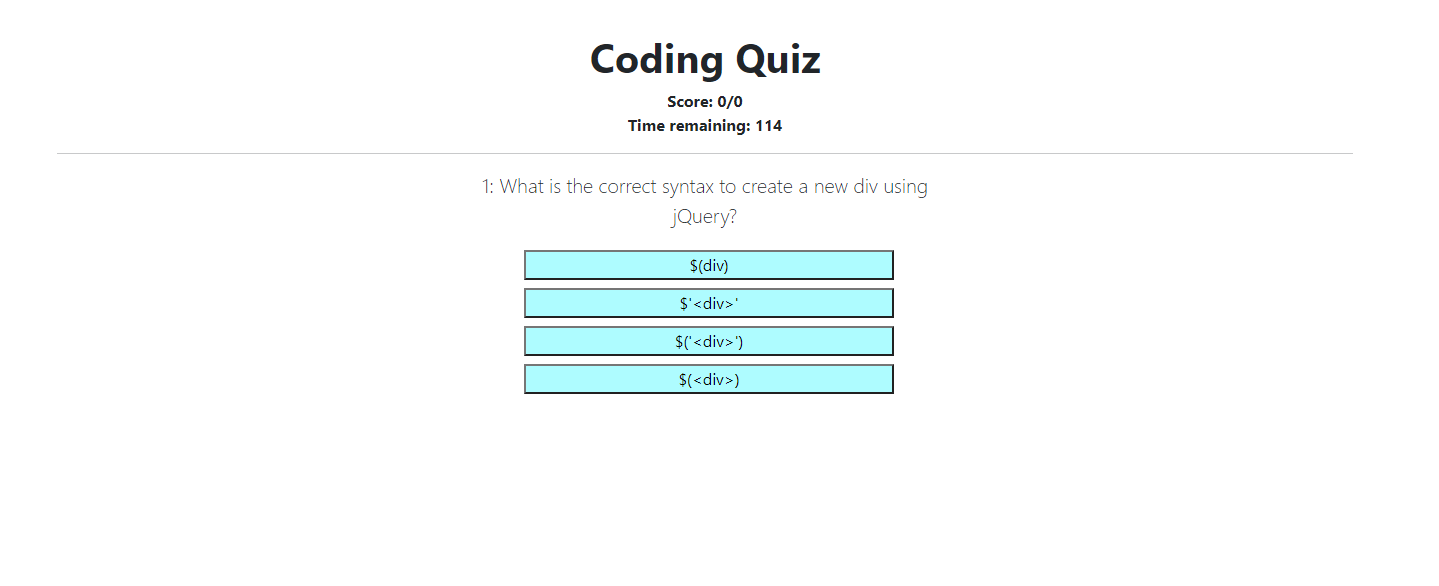 Coding Quiz
Score: 0/0
Time remaining: 114
1: What is the correct syntax to create a new div using
jQuery?
$(div)
$'<div>'
$('<div>')
$(<div>)